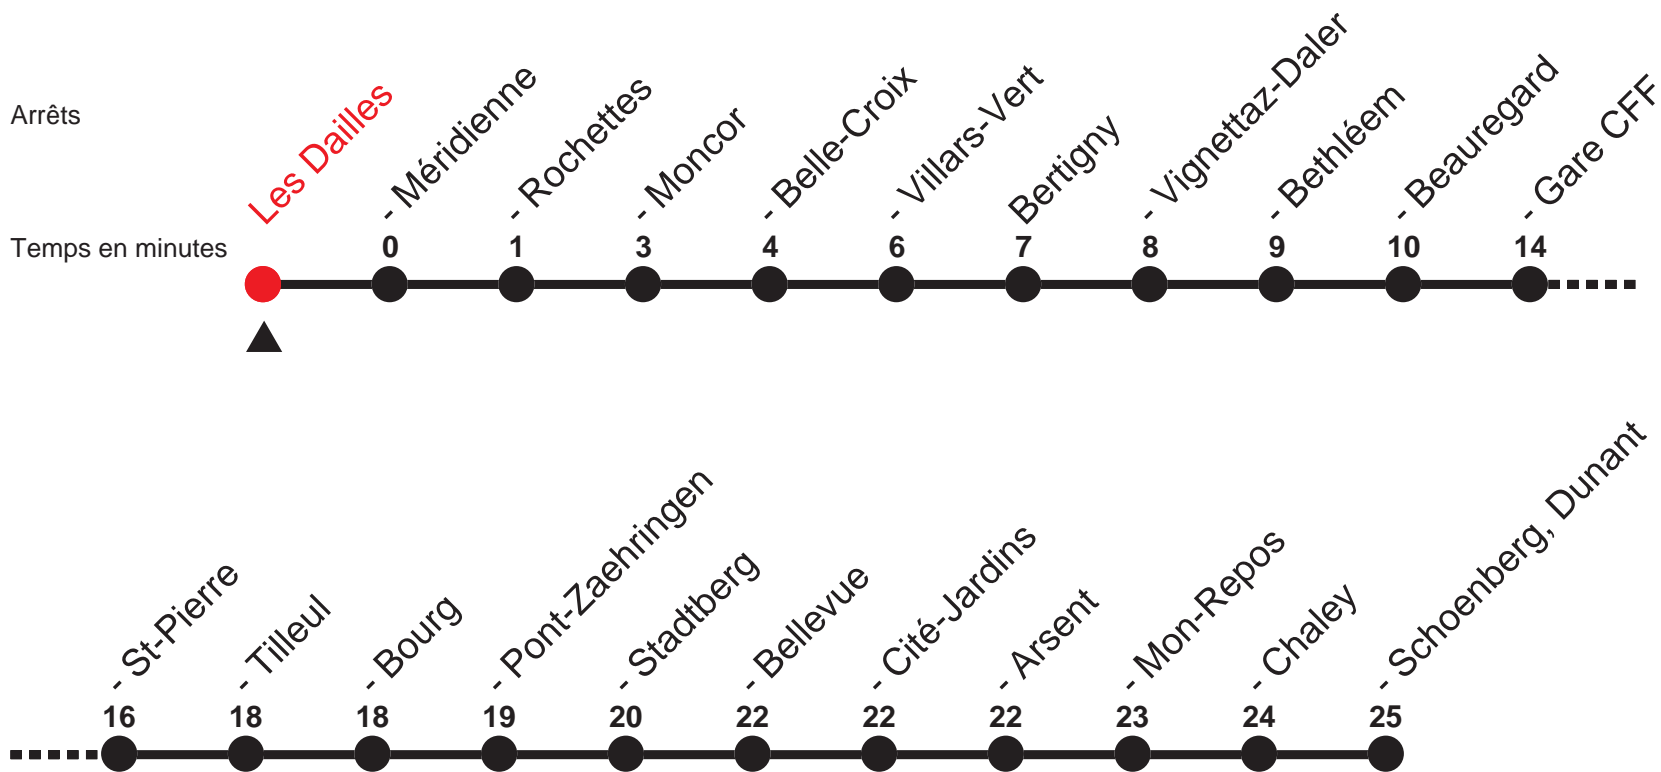 Arrêts
Les Dailles
- Méridienne
- Rochettes
- Moncor
- Belle-Croix
- Villars-Vert
Bertigny
- Vignettaz-Daler
- Bethléem
- Beauregard
- Gare CFF
Temps en minutes
0 1 3 4 6 7 8 9 10 14
- St-Pierre
- Tilleul
- Bourg
- Pont-Zaehringen
- Stadtberg
- Bellevue
- Cité-Jardins
- Arsent
- Mon-Repos
- Chaley
- Schoenberg, Dunant
16 18 18 19 20 22 22 22 23 24 25